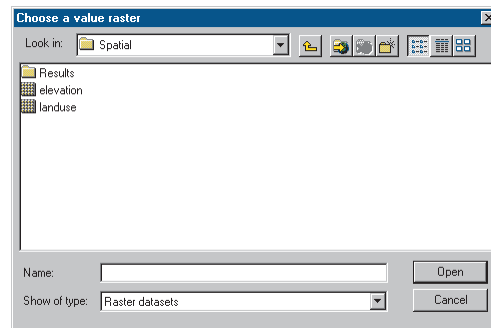 Choose a value raster
Look in: Spatial
Results
elevation
landuse
Name: Open
Show of type: Raster datasets Cancel